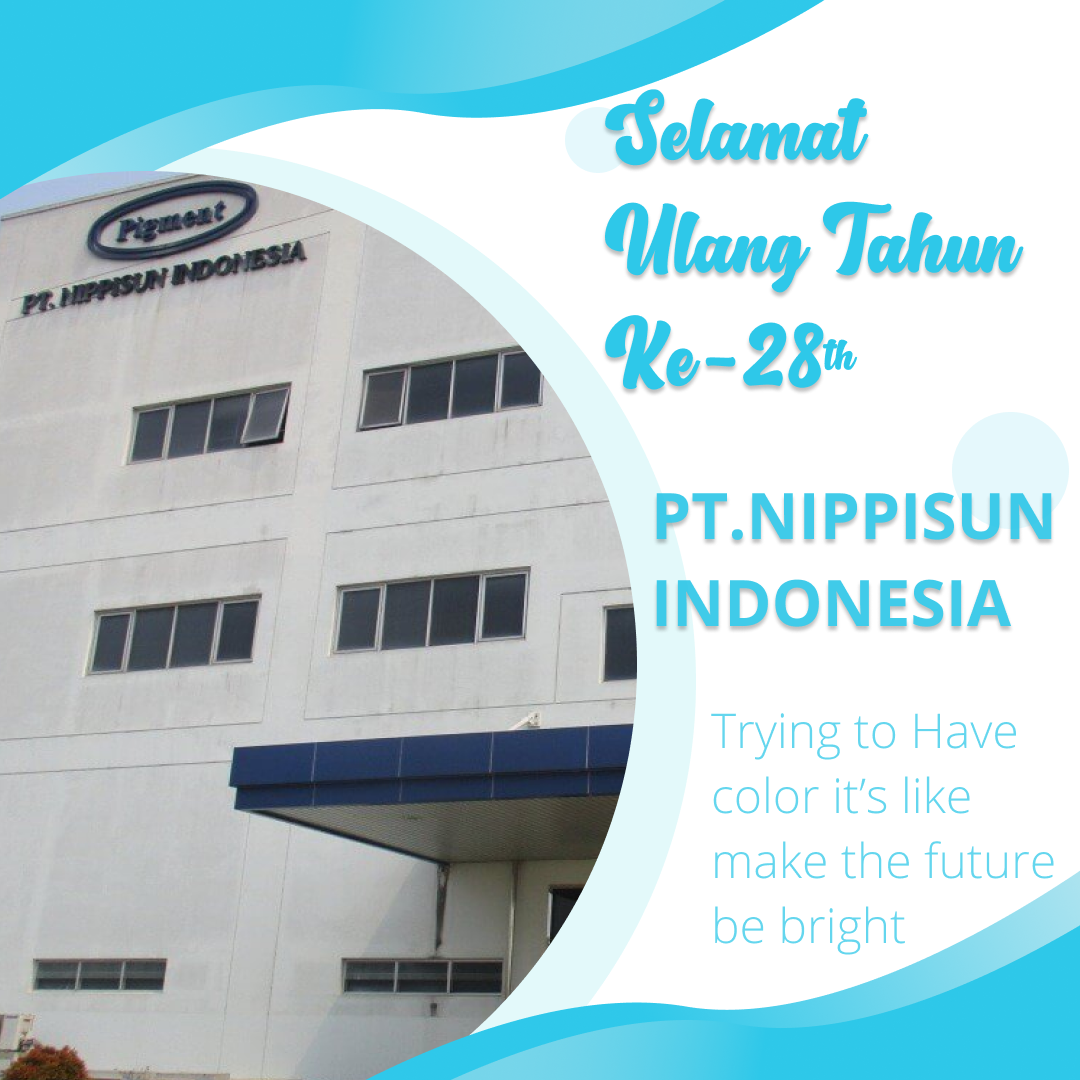 Pigment
PT. NIPPISUN INDONESIA
Selamat
Ulang Tahun
Ke-28th
PT.NIPPISUN
INDONESIA
Trying to Have
color it’s like
make the future
be bright